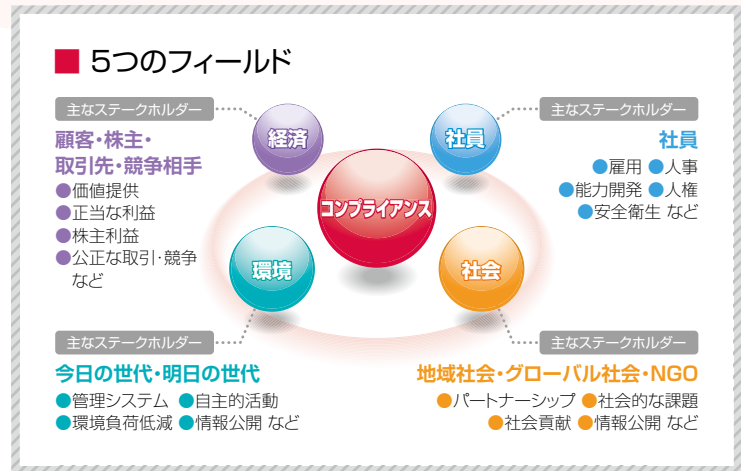 ■ 5つのフィールド
主なステークホルダー
経済
顧客・株主・
取引先・競争相手
●価値提供
●正当な利益
●株主利益
●公正な取引・競争
など
社員
主なステークホルダー
社員
●雇用 ●人事
●能力開発 ●人権
●安全衛生 など
コンプライアンス
環境
社会
主なステークホルダー
今日の世代・明日の世代
●管理システム ●自主的活動
●環境負荷低減 ●情報公開 など
主なステークホルダー
地域社会・グローバル社会・NGO
●パートナーシップ ●社会的な課題
●社会貢献 ●情報公開 など